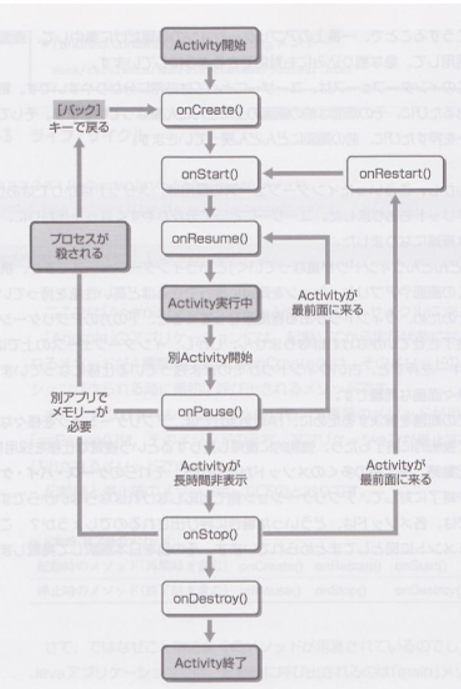 Activity開始
[バック]
キーで戻る
onCreate()
onStart()
onRestart()
プロセスが
殺される
onResume()
Activity実行中
Activityが
最前面に来る
別Activity開始
別アプリで
メモリーが
必要
onPause()
Activityが
長時間非表示
Activityが
最前面に来る
onStop()
onDestroy()
Activity終了